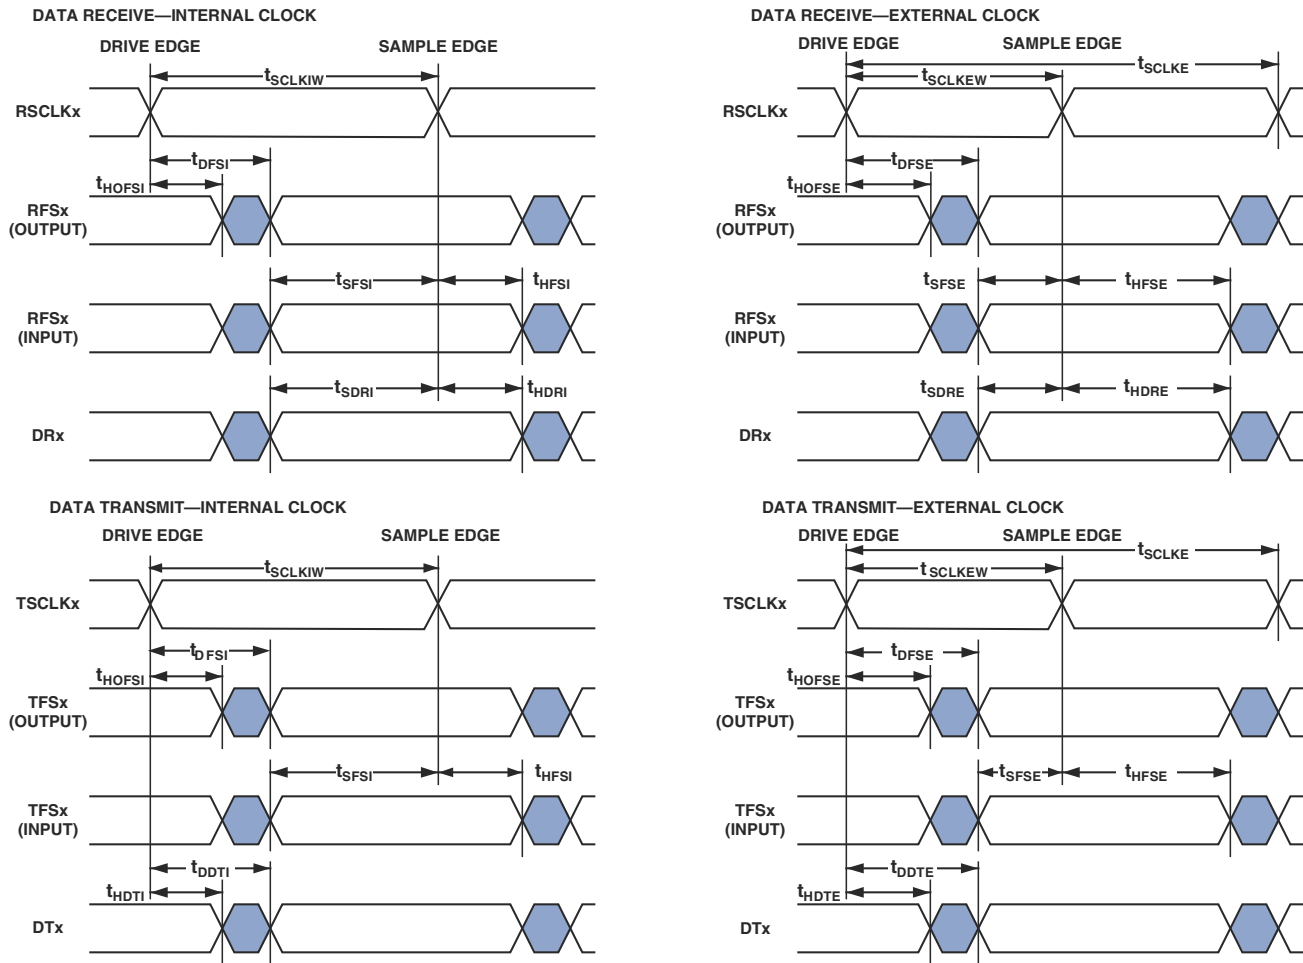 DATA RECEIVE—INTERNAL CLOCK
DRIVE EDGE
SAMPLE EDGE
tSCLKIW
RSCLKx
tDFSI
tHOFSI
RFSx
(OUTPUT)
tSFSI
tHFSI
RFSx
(INPUT)
tSDRI
tHDRI
DRx
DATA RECEIVE—EXTERNAL CLOCK
DRIVE EDGE
SAMPLE EDGE
tSCLKE
tSCLKEW
RSCLKx
tDFSE
tHOFSE
RFSx
(OUTPUT)
tSFSE
tHFSE
RFSx
(INPUT)
tSDRE
tHDRE
DRx
DATA TRANSMIT—INTERNAL CLOCK
DRIVE EDGE
SAMPLE EDGE
tSCLKIW
TSCLKx
tDFSI
tHOFSI
TFSx
(OUTPUT)
tSFSI
tHFSI
TFSx
(INPUT)
tDDTI
tHDTI
DTx
DATA TRANSMIT—EXTERNAL CLOCK
DRIVE EDGE
SAMPLE EDGE
tSCLKE
tSCLKEW
TSCLKx
tDFSE
tHOFSE
TFSx
(OUTPUT)
tSFSE
tHFSE
TFSx
(INPUT)
tDDTE
tHDTE
DTx